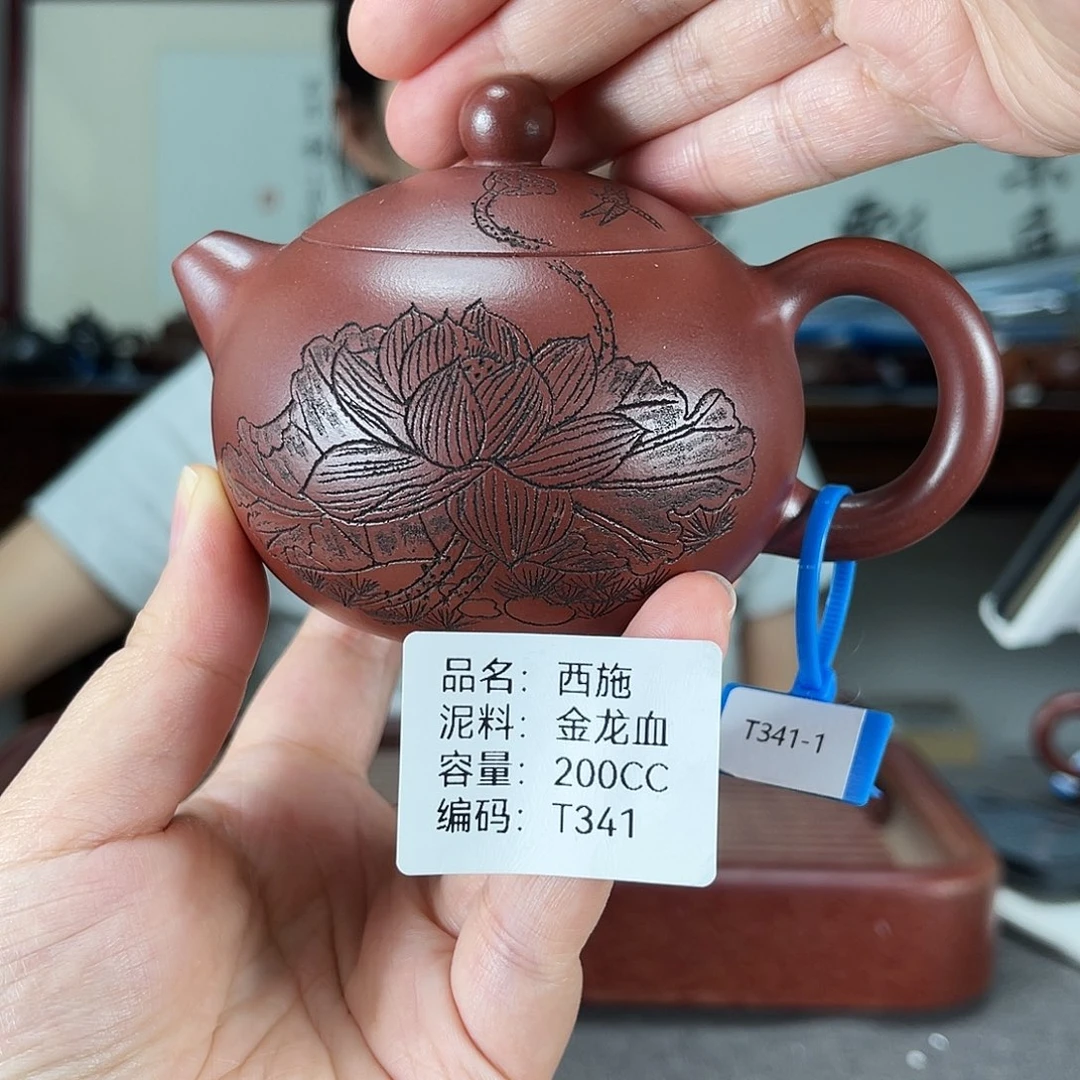 品名：西施
泥料：金龙血
容量：200CC
编码：T341
T341-1